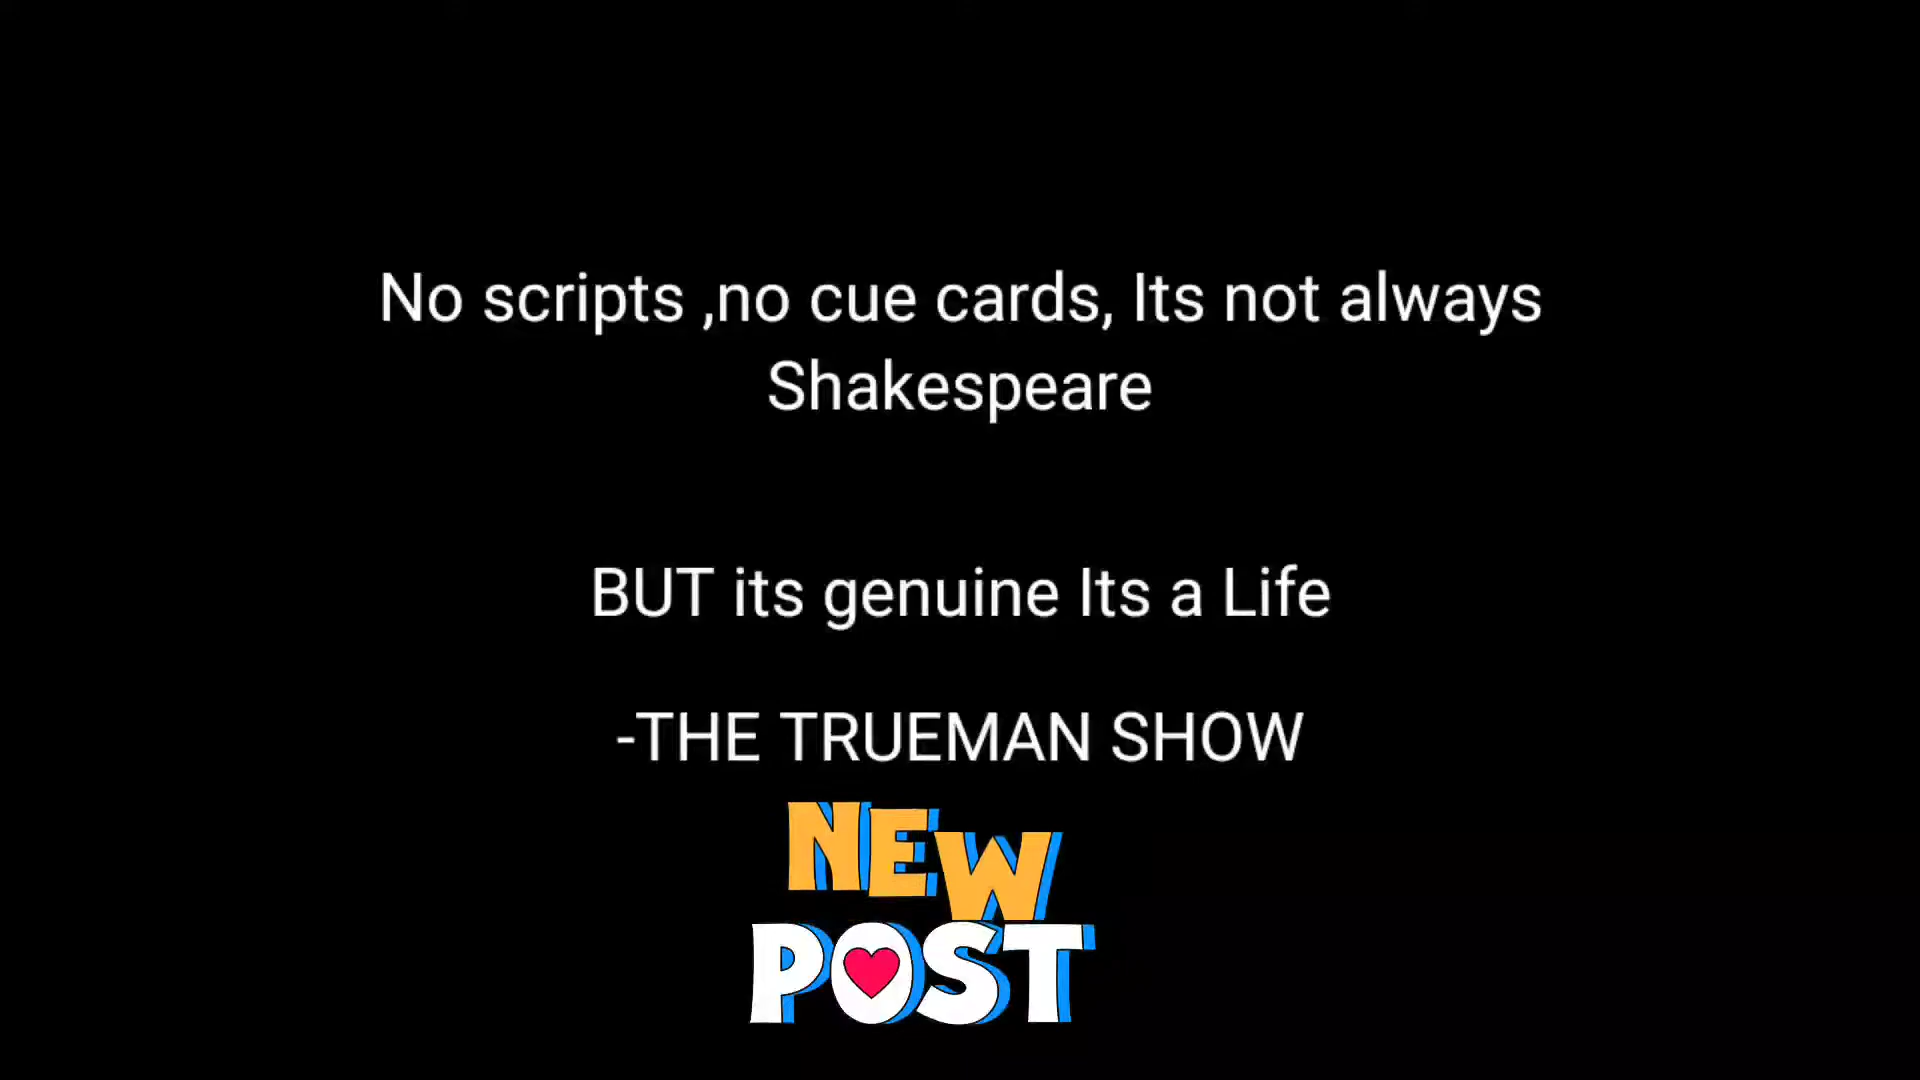 No scripts ,no cue cards, Its not always
Shakespeare
BUT its genuine Its a Life
-THE TRUEMAN SHOW
NEW
POST